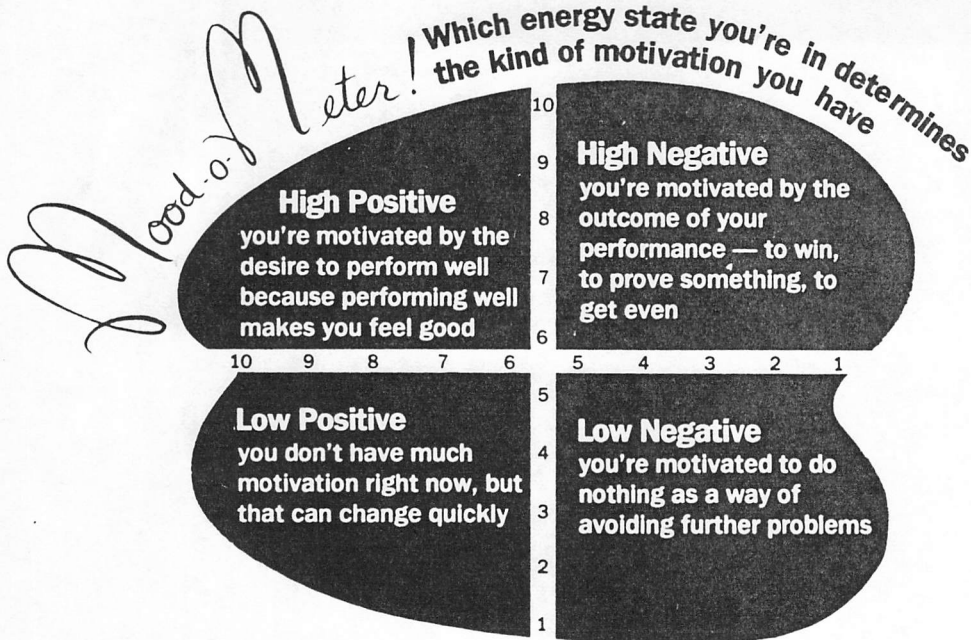 Mood-o-Meter!
Which energy state you're in determines
the kind of motivation you have
High Positive
you're motivated by the
desire to perform well
because performing well
makes you feel good
High Negative
you're motivated by the
outcome of your
performance — to win,
to prove something, to
get even
10
9
8
7
6
10 9 8 7 6 5 4 3 2 1
5
4
3
2
1
Low Positive
you don't have much
motivation right now, but
that can change quickly
Low Negative
you're motivated to do
nothing as a way of
avoiding further problems